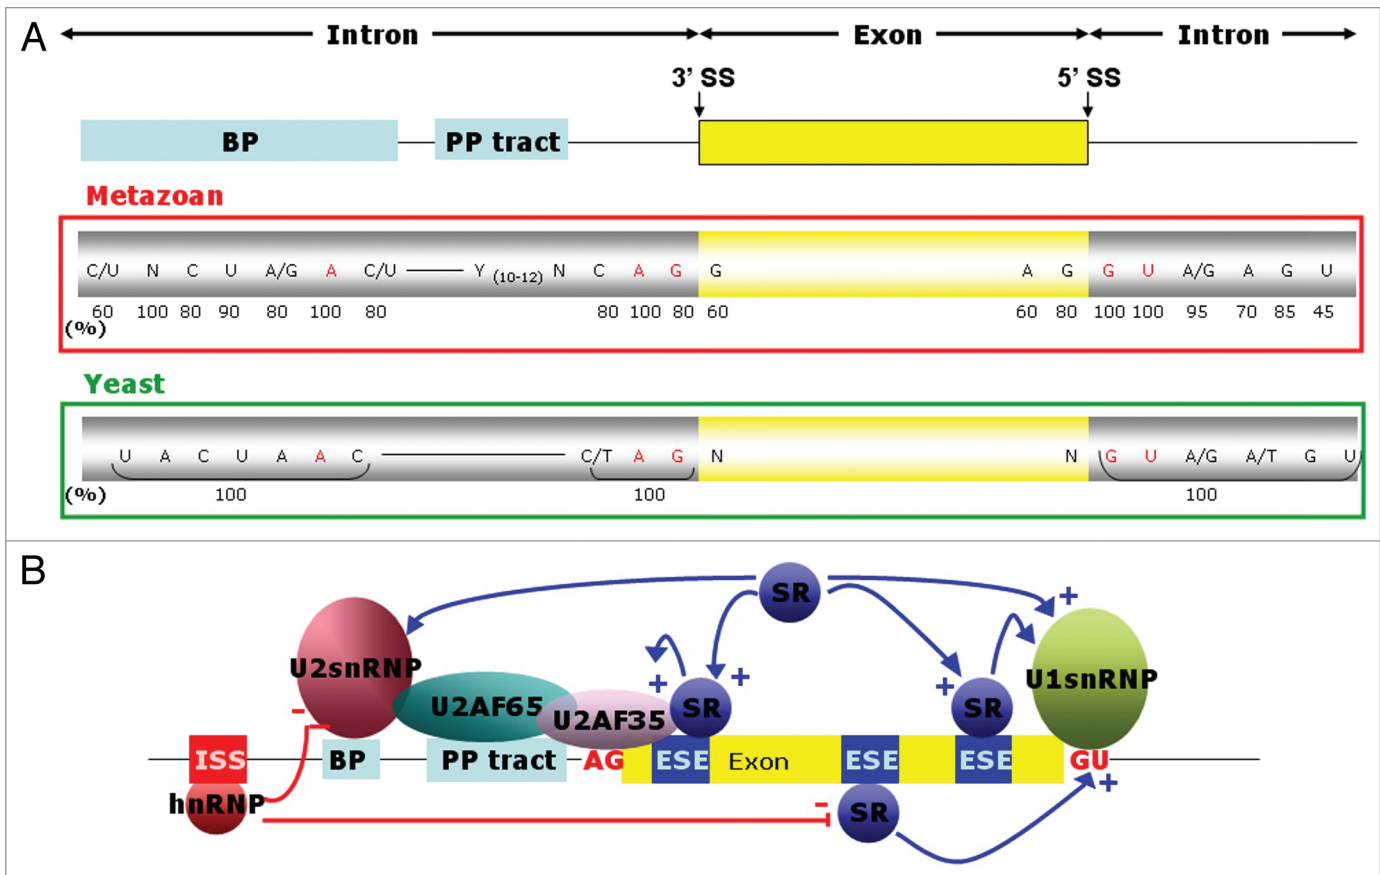 A
Intron Exon Intron
3’ SS 5’ SS
BP PP tract
Metazoan
C/U N C U A/G A C/U Y (10-12) N C A G G A G G U A/G A G U
60 100 80 90 80 100 80 80 100 80 60 60 80 100 100 95 70 85 45
(%)
Yeast
U A C U A A C C/T A G N N G U A/G A/T G U
(%) 100 100 100
B
SR
+
U2snRNP U1snRNP
+ + +
U2AF65 U2AF35 SR SR
-
ISS BP PP tract AG ESE Exon ESE ESE GU
+
hnRNP - SR